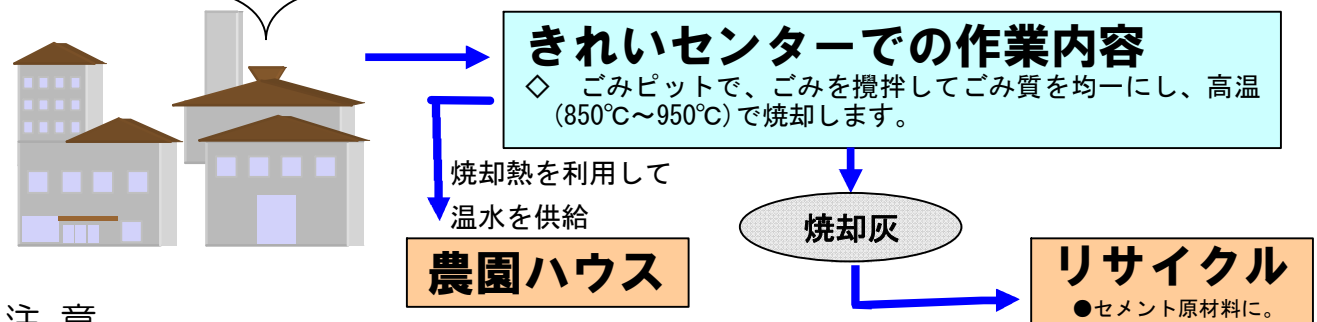 きれいセンターでの作業内容
◇　ごみピットで、ごみを攪拌してごみ質を均一にし、高温
(850℃～950℃)で焼却します。
焼却熱を利用して
温水を供給
焼却灰
農園ハウス
リサイクル
●セメント原材料に。
注 意